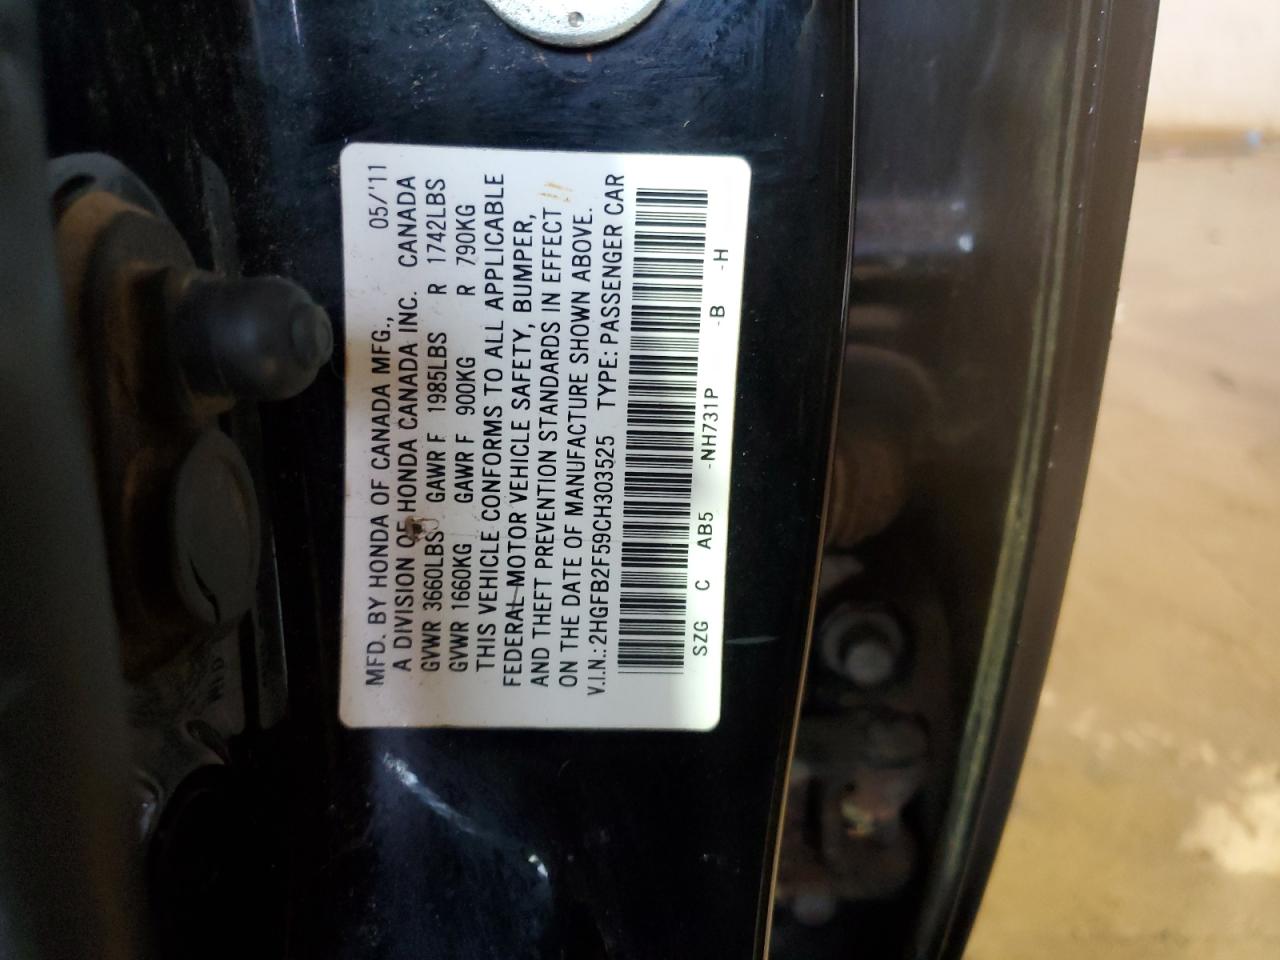 MFD. BY HONDA OF CANADA MFG., 05/'11
A DIVISION OF HONDA CANADA INC. CANADA
GVWR 3660LBS GAWR F 1985LBS R 1742LBS
GVWR 1660KG GAWR F 900KG R 790KG
THIS VEHICLE CONFORMS TO ALL APPLICABLE
FEDERAL MOTOR VEHICLE SAFETY, BUMPER,
AND THEFT PREVENTION STANDARDS IN EFFECT
ON THE DATE OF MANUFACTURE SHOWN ABOVE.
V.I.N.: 2HGFB2F59CH303525 TYPE: PASSENGER CAR
SZG C AB5 -NH731P -B -H